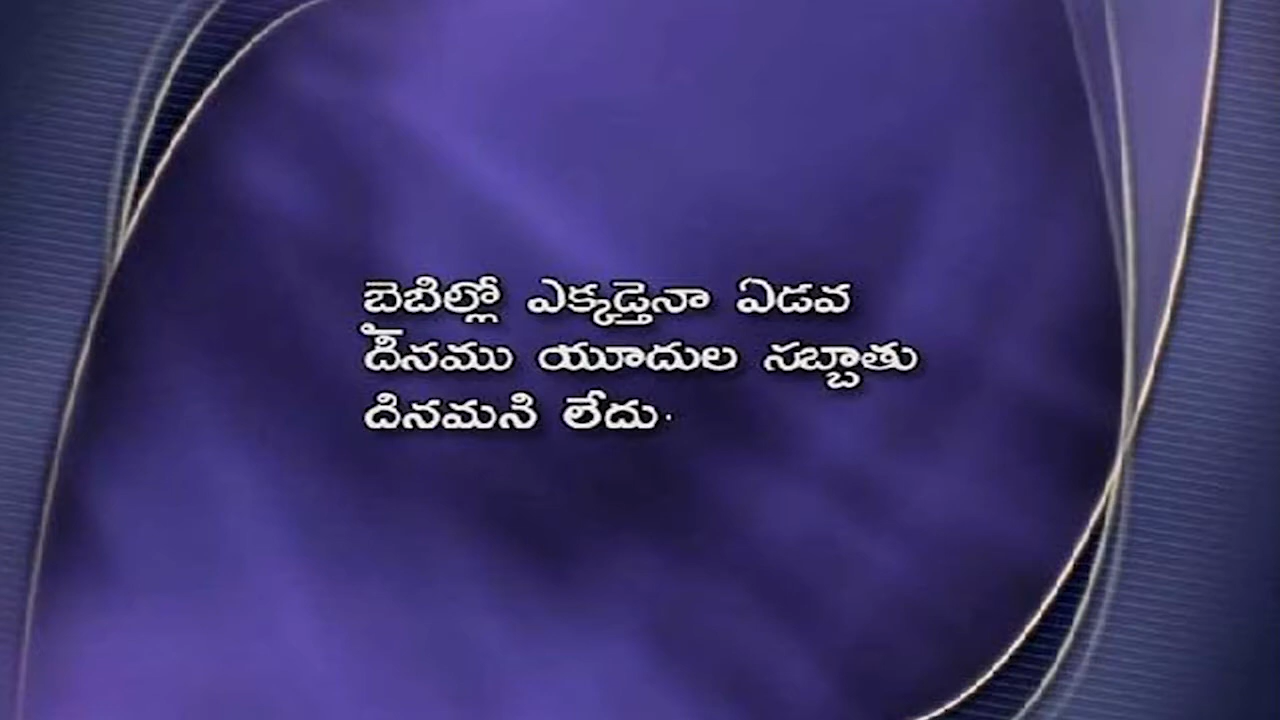 బైబిల్లో ఎక్కడైనా ఏడవ
దినము యూదుల సబ్బాతు
దినమని లేదు.